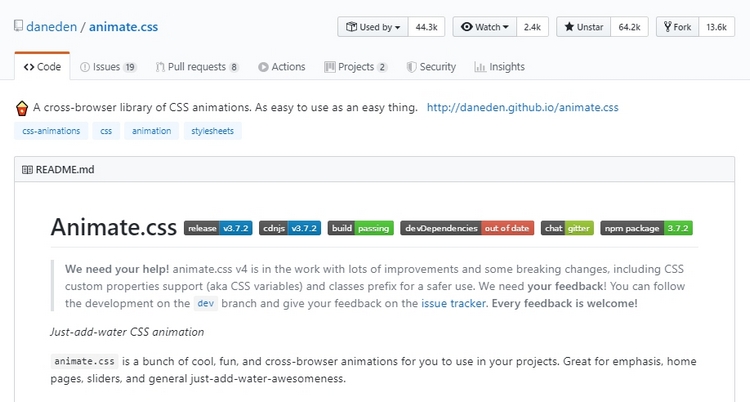 daneden / animate.css
Used by 44.3k Watch 2.4k Unstar 64.2k Fork 13.6k
Code Issues 19 Pull requests 8 Actions Projects 2 Security Insights
A cross-browser library of CSS animations. As easy to use as an easy thing. http://daneden.github.io/animate.css
css-animations css animation stylesheets
README.md
Animate.css release v3.7.2 cdnjs v3.7.2 build passing devDependencies out of date chat gitter npm package 3.7.2
We need your help! animate.css v4 is in the work with lots of improvements and some breaking changes, including CSS
custom properties support (aka CSS variables) and classes prefix for a safer use. We need your feedback! You can follow
the development on the dev branch and give your feedback on the issue tracker. Every feedback is welcome!
Just-add-water CSS animation
animate.css is a bunch of cool, fun, and cross-browser animations for you to use in your projects. Great for emphasis, home
pages, sliders, and general just-add-water-awesomeness.